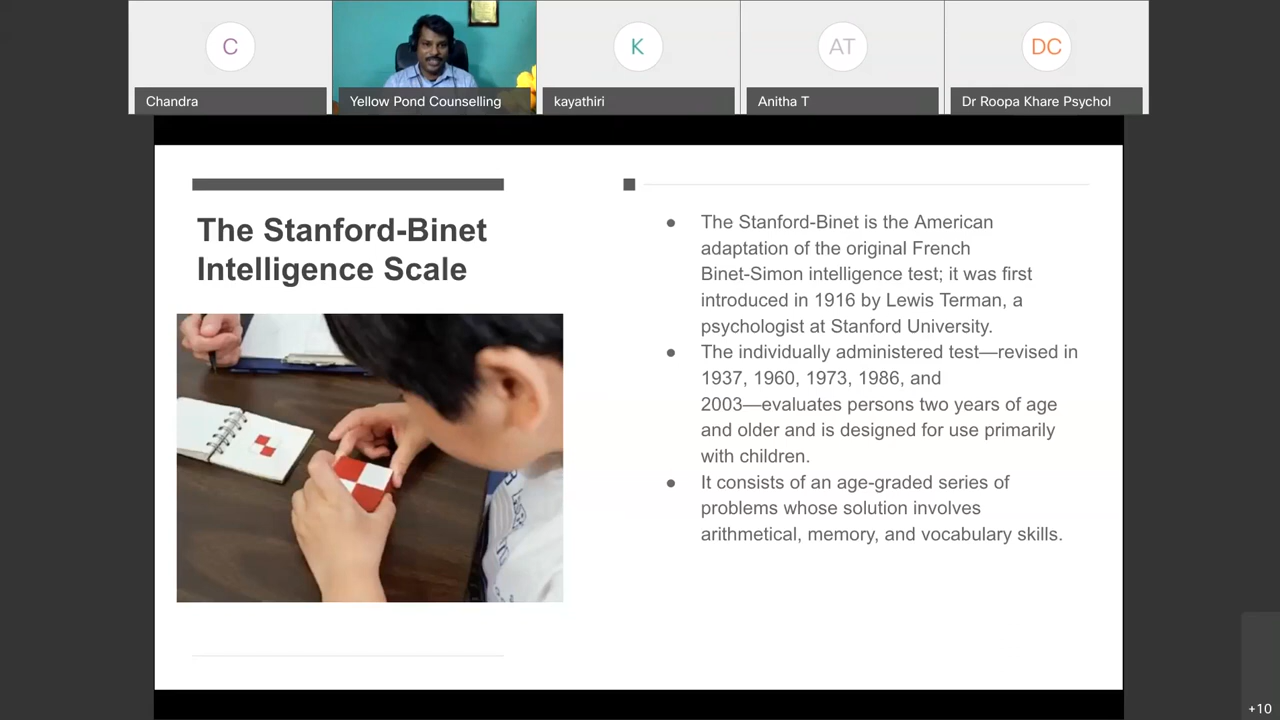 C
K
AT
DC
Chandra
Yellow Pond Counselling
kayathiri
Anitha T
Dr Roopa Khare Psychol
The Stanford-Binet
Intelligence Scale
● The Stanford-Binet is the American
adaptation of the original French
Binet-Simon intelligence test; it was first
introduced in 1916 by Lewis Terman, a
psychologist at Stanford University.
● The individually administered test—revised in
1937, 1960, 1973, 1986, and
2003—evaluates persons two years of age
and older and is designed for use primarily
with children.
● It consists of an age-graded series of
problems whose solution involves
arithmetical, memory, and vocabulary skills.
+10